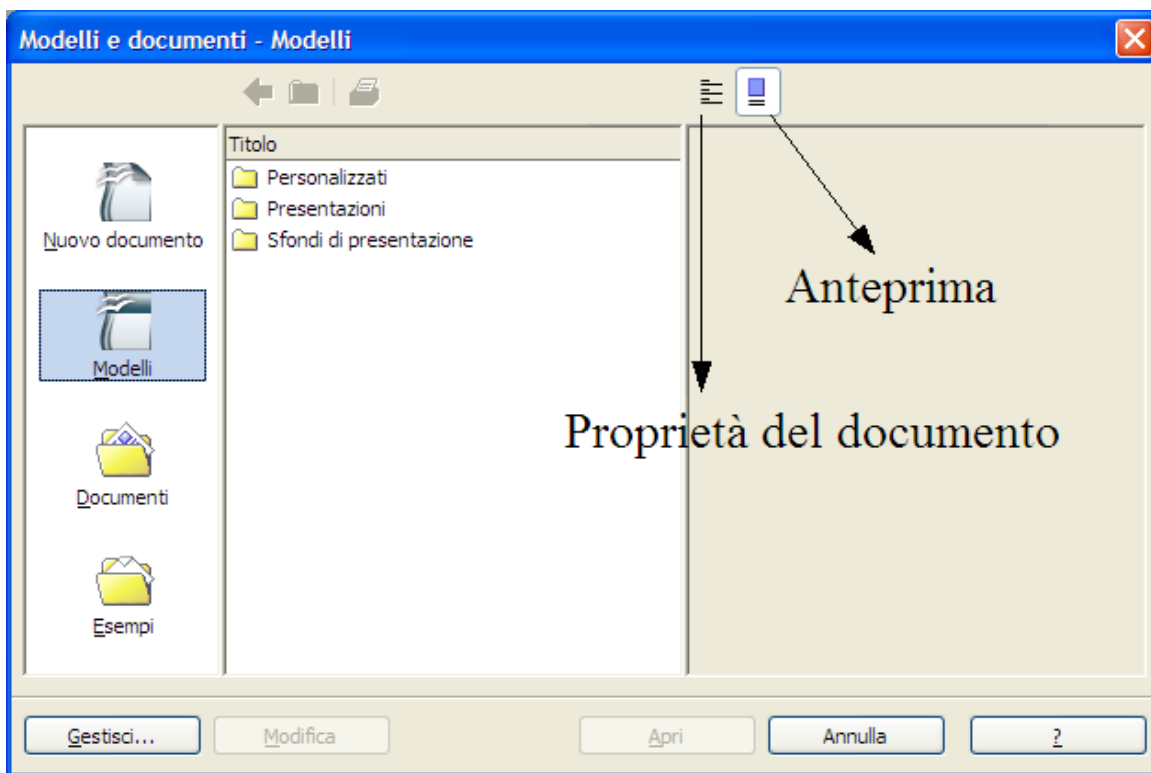 Modelli e documenti - Modelli
Titolo
Personalizzati
Presentazioni
Sfondi di presentazione
Nuovo documento
Modelli
Documenti
Esempi
Anteprima
Proprietà del documento
Gestisci...
Modifica
Apri
Annulla
?